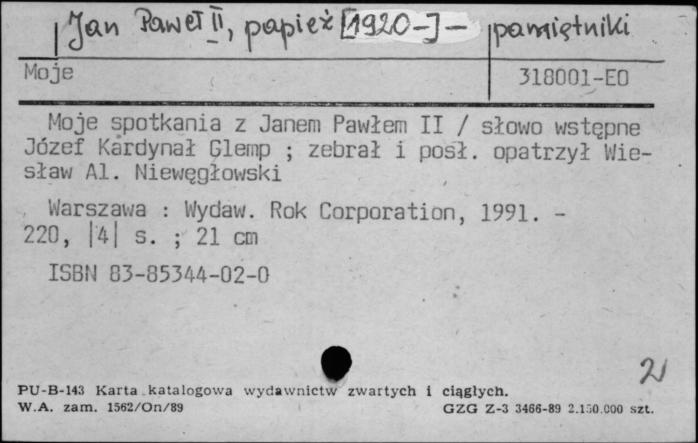 Jan Paweł II, papież [1920-] - pamiętniki
Moje 318001-EO
Moje spotkania z Janem Pawłem II / słowo wstępne
Józef Kardynał Glemp ; zebrał i posł. opatrzył Wie-
sław Al. Niewęgłowski
Warszawa : Wydaw. Rok Corporation, 1991. -
220, |4| s. ; 21 cm
ISBN 83-85344-02-0
PU-B-143 Karta katalogowa wydawnictw zwartych i ciągłych.
W.A. zam. 1562/On/89 GZG Z-3 3466-89 2.150.000 szt.